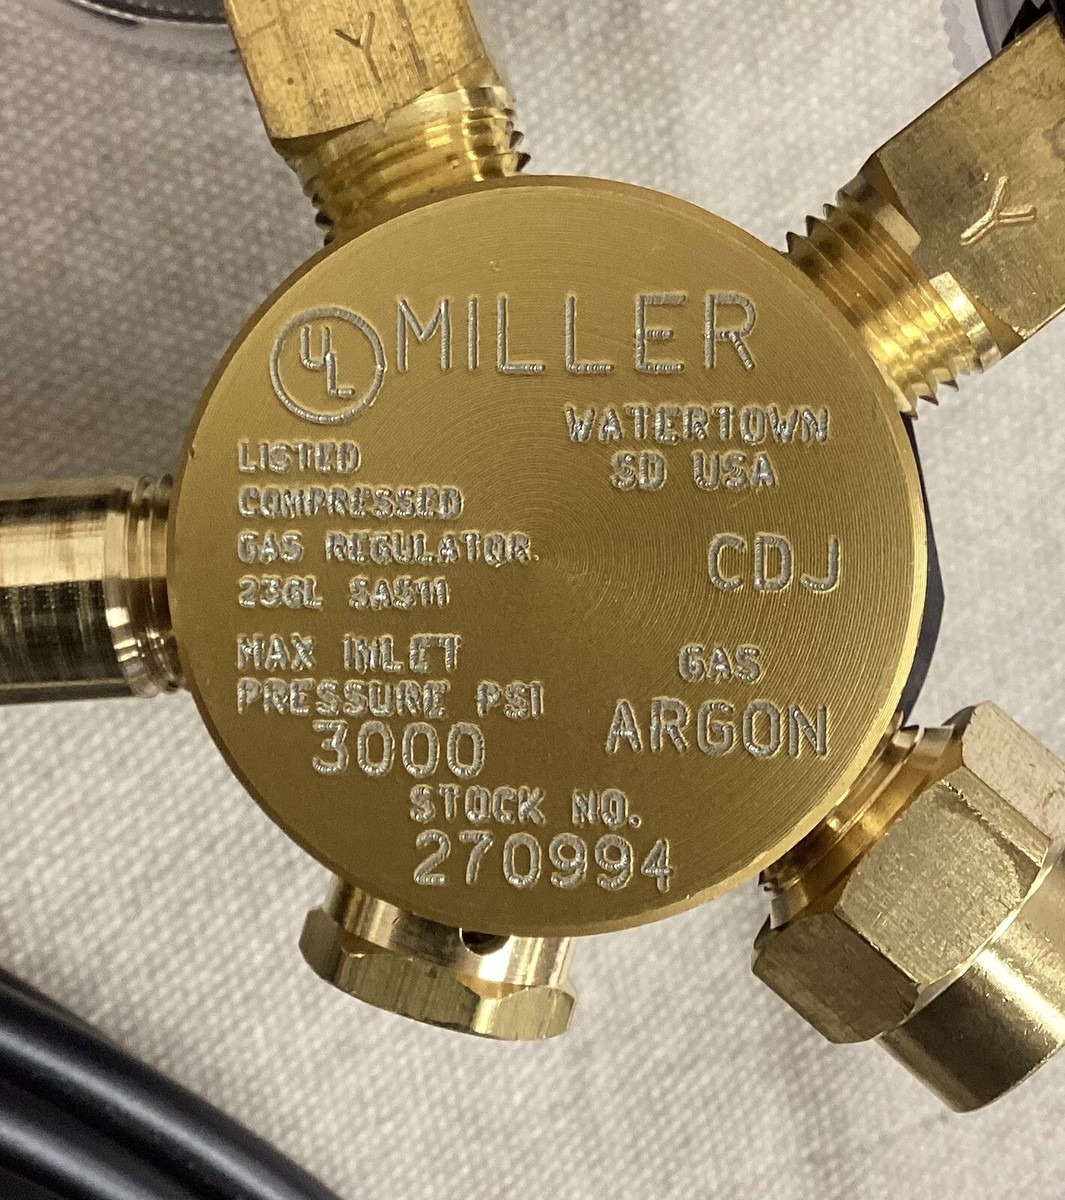 Y
Y
UL
MILLER
WATERTOWN
SD USA
LISTED
COMPRESSED
GAS REGULATOR
23GL SA511
CDJ
MAX INLET
PRESSURE PSI
3000
GAS
ARGON
STOCK NO.
270994